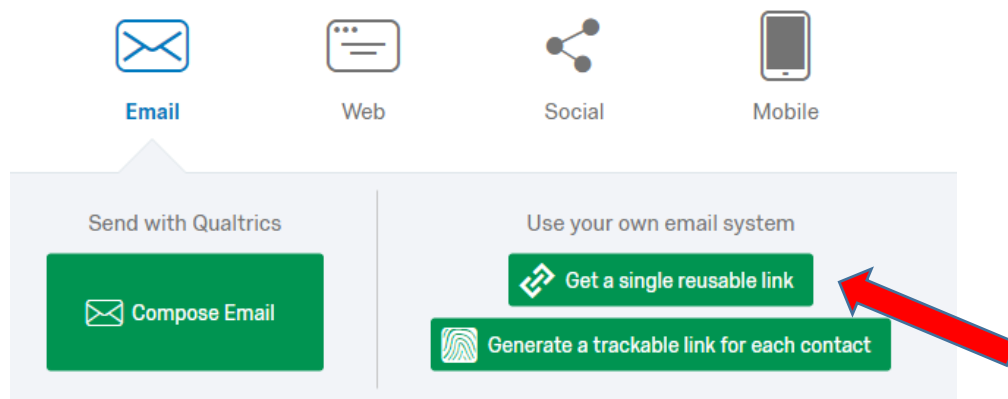 Email
Web
Social
Mobile
Send with Qualtrics
Use your own email system
Compose Email
Get a single reusable link
Generate a trackable link for each contact